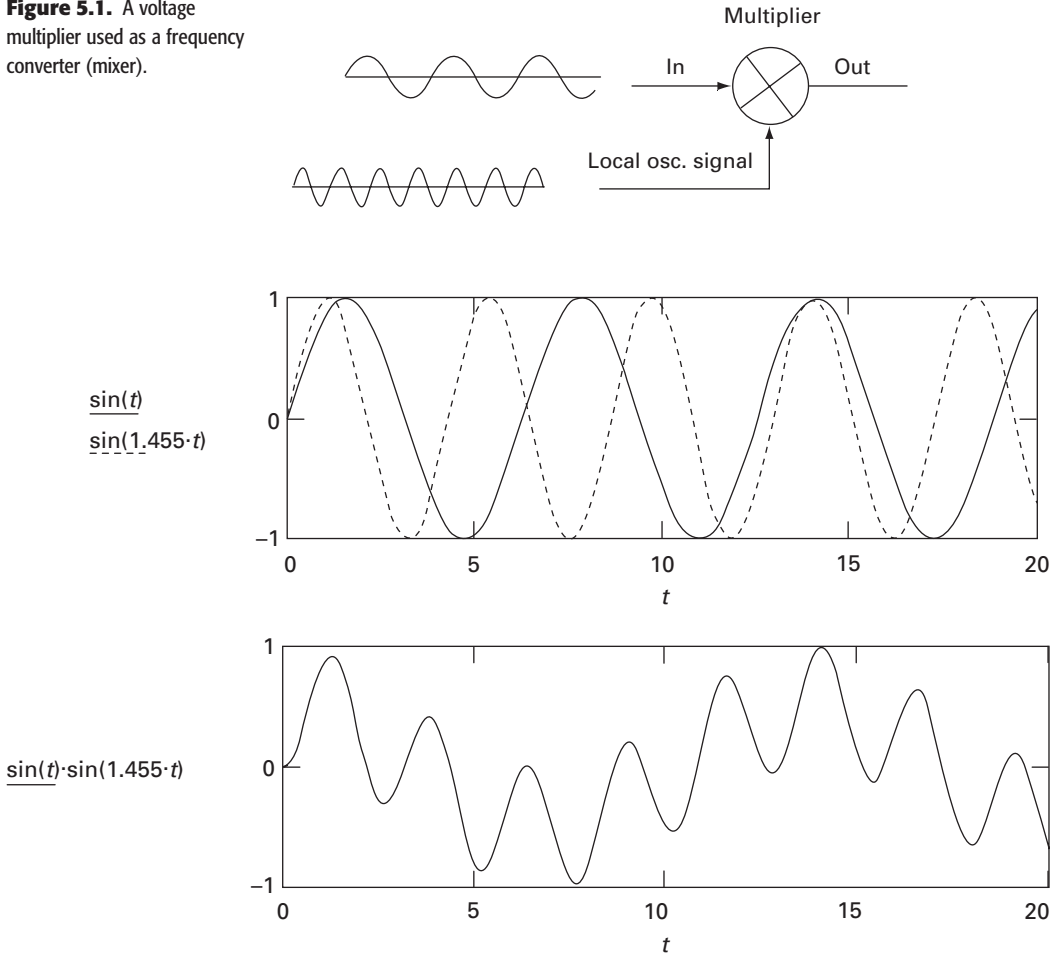 Figure 5.1. A voltage
multiplier used as a frequency
converter (mixer).
Multiplier
In
Out
Local osc. signal
1
0
–1
sin(t)
sin(1.455·t)
0
5
10
15
20
t
1
0
–1
sin(t)·sin(1.455·t)
0
5
10
15
20
t